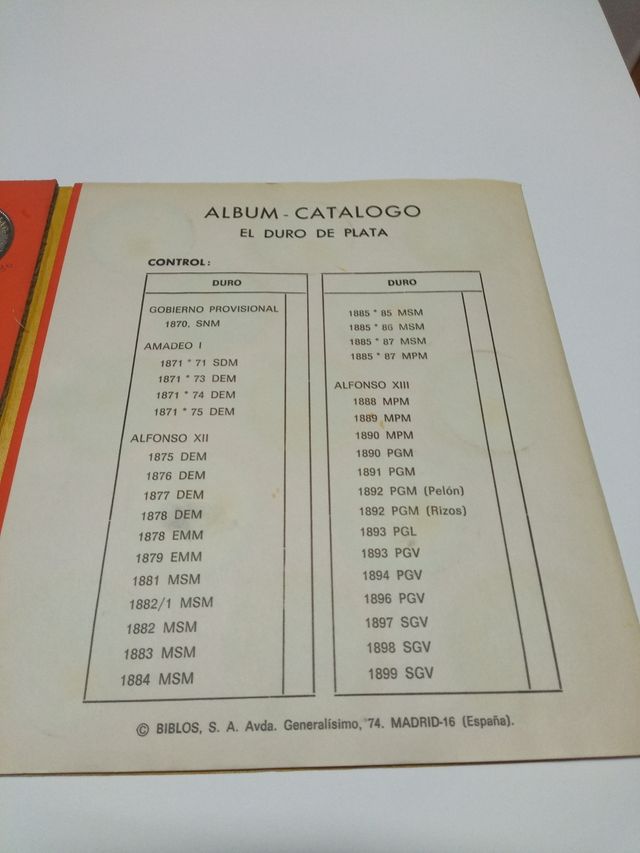 ALBUM - CATALOGO
EL DURO DE PLATA
CONTROL:
DURO
GOBIERNO PROVISIONAL
1870, SNM
AMADEO I
1871 * 71 SDM
1871 * 73 DEM
1871 * 74 DEM
1871 * 75 DEM
ALFONSO XII
1875 DEM
1876 DEM
1877 DEM
1878 DEM
1878 EMM
1879 EMM
1881 MSM
1882/1 MSM
1882 MSM
1883 MSM
1884 MSM
DURO
1885 * 85 MSM
1885 * 86 MSM
1885 * 87 MSM
1885 * 87 MPM
ALFONSO XIII
1888 MPM
1889 MPM
1890 MPM
1890 PGM
1891 PGM
1892 PGM (Pelón)
1892 PGM (Rizos)
1893 PGL
1893 PGV
1894 PGV
1896 PGV
1897 SGV
1898 SGV
1899 SGV
© BIBLOS, S. A. Avda. Generalísimo, 74. MADRID-16 (España).